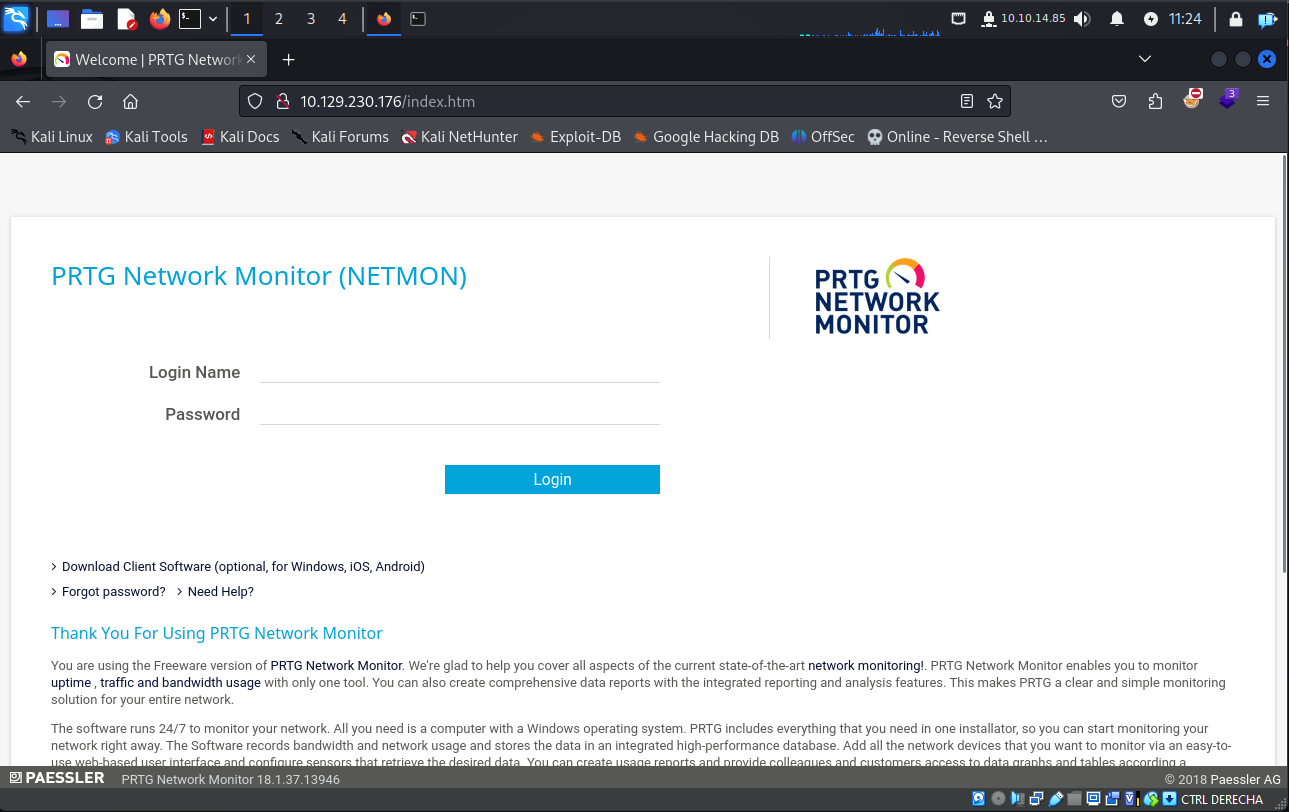 1 2 3 4 10.10.14.85 11:24
Welcome | PRTG Network
10.129.230.176/index.htm 3
Kali Linux Kali Tools Kali Docs Kali Forums Kali NetHunter Exploit-DB Google Hacking DB OffSec Online - Reverse Shell …
PRTG Network Monitor (NETMON)
PRTG
NETWORK
MONITOR
Login Name
Password
Login
Download Client Software (optional, for Windows, iOS, Android)
Forgot password? Need Help?
Thank You For Using PRTG Network Monitor
You are using the Freeware version of PRTG Network Monitor. We're glad to help you cover all aspects of the current state-of-the-art network monitoring!. PRTG Network Monitor enables you to monitor
uptime , traffic and bandwidth usage with only one tool. You can also create comprehensive data reports with the integrated reporting and analysis features. This makes PRTG a clear and simple monitoring
solution for your entire network.
The software runs 24/7 to monitor your network. All you need is a computer with a Windows operating system. PRTG includes everything that you need in one installator, so you can start monitoring your
network right away. The Software records bandwidth and network usage and stores the data in an integrated high-performance database. Add all the network devices that you want to monitor via an easy-to-
use web-based user interface and configure sensors that retrieve the desired data. You can create usage reports and provide colleagues and customers access to data graphs and tables according a
PAESSLER PRTG Network Monitor 18.1.37.13946 © 2018 Paessler AG
CTRL DERECHA